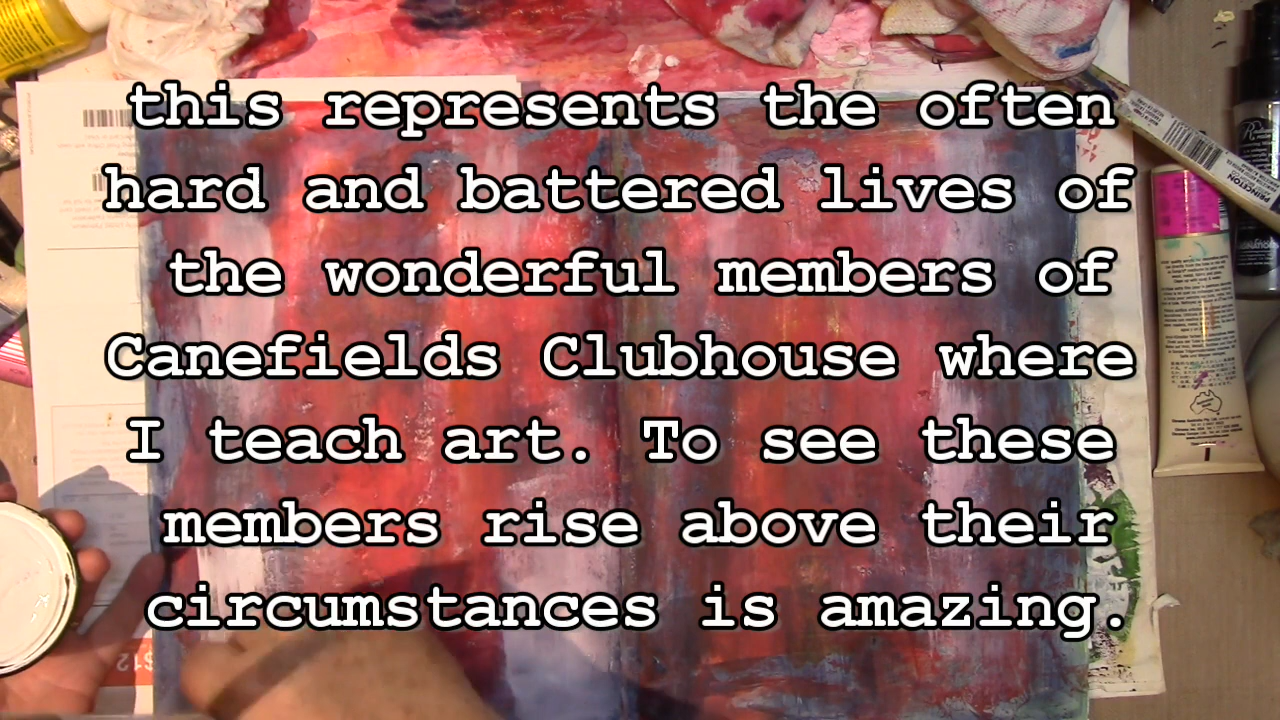 this represents the often
hard and battered lives of
the wonderful members of
Canefields Clubhouse where
I teach art. To see these
members rise above their
circumstances is amazing.
PRINCETON